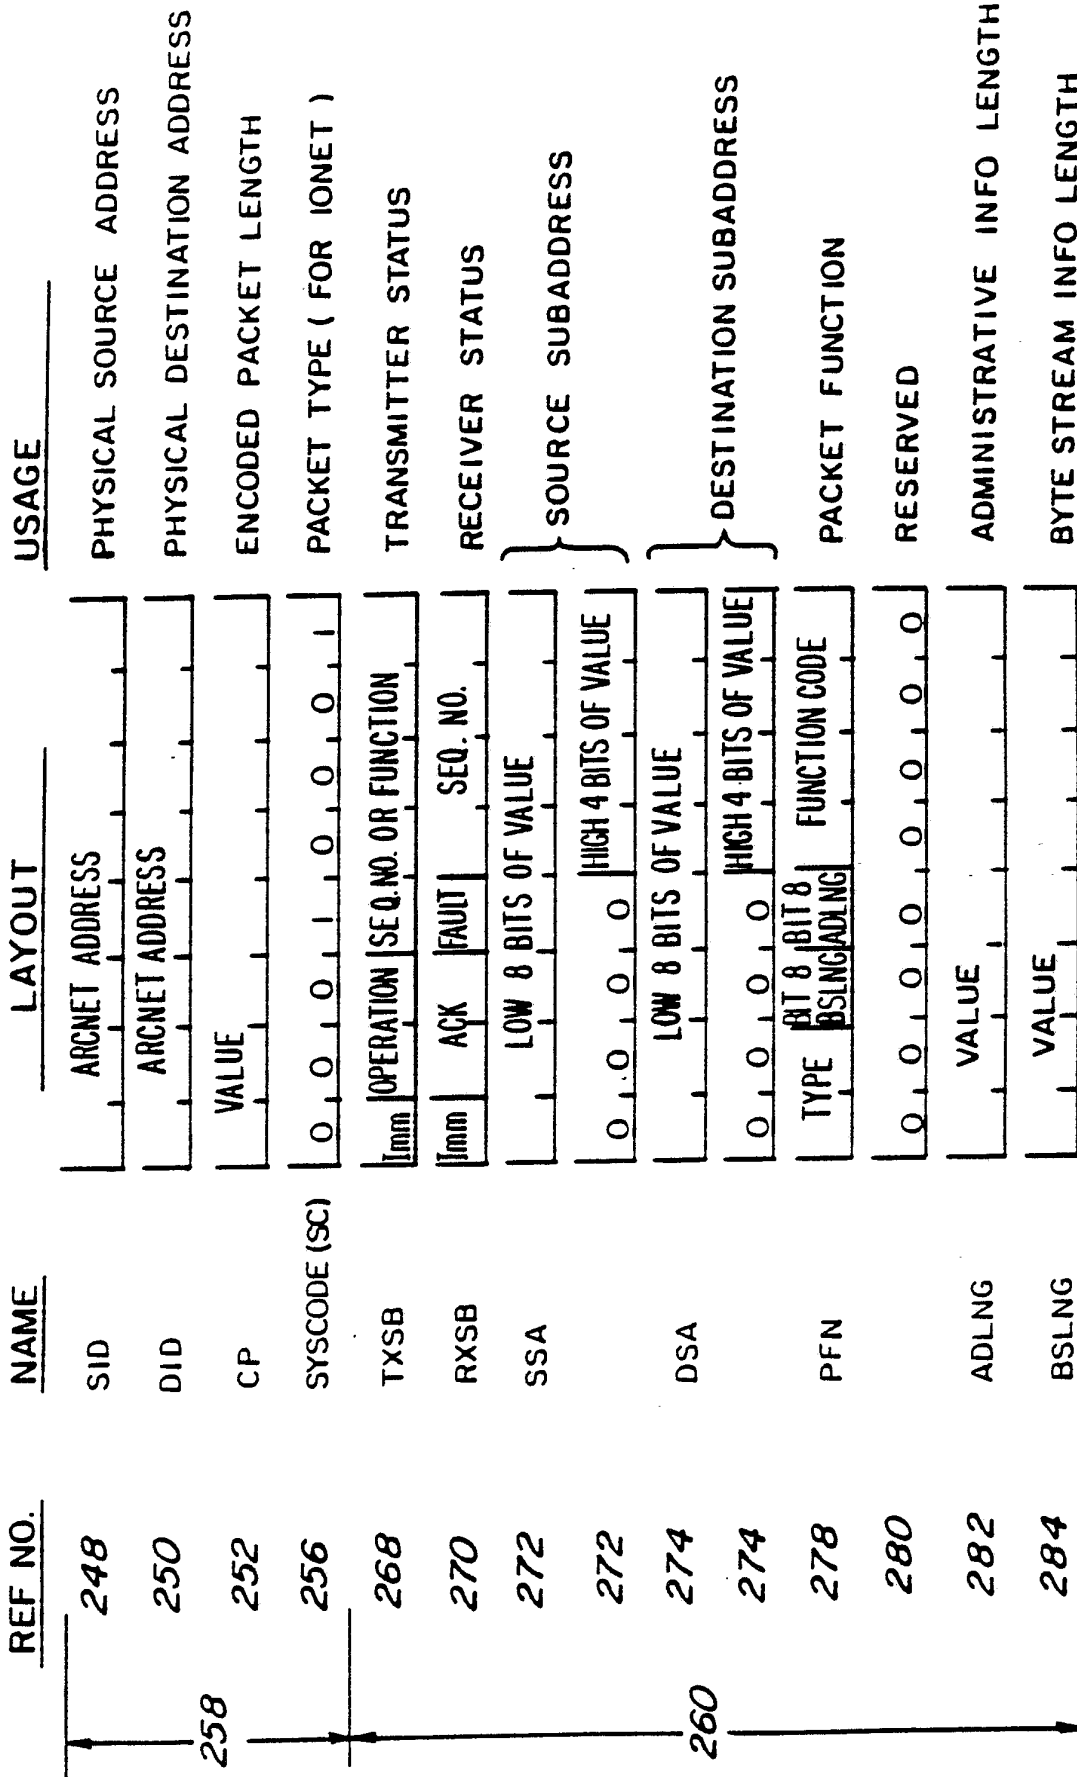 REF NO. NAME LAYOUT USAGE
248 SID ARCNET ADDRESS PHYSICAL SOURCE ADDRESS
250 DID ARCNET ADDRESS PHYSICAL DESTINATION ADDRESS
252 CP VALUE ENCODED PACKET LENGTH
256 SYSCODE (SC) 0 0 0 1 0 0 0 1 PACKET TYPE ( FOR IONET )
258
268 TXSB Imm OPERATION SEQ. NO. OR FUNCTION TRANSMITTER STATUS
270 RXSB Imm ACK FAULT SEQ. NO. RECEIVER STATUS
272 SSA LOW 8 BITS OF VALUE
SOURCE SUBADDRESS
272 0 0 0 0 HIGH 4 BITS OF VALUE
274 DSA LOW 8 BITS OF VALUE
260
DESTINATION SUBADDRESS
274 0 0 0 0 HIGH 4 BITS OF VALUE
278 PFN TYPE BIT 8 BSLNG BIT 8 ADLNG FUNCTION CODE PACKET FUNCTION
280 0 0 0 0 0 0 0 0 RESERVED
282 ADLNG VALUE ADMINISTRATIVE INFO LENGTH
284 BSLNG VALUE BYTE STREAM INFO LENGTH